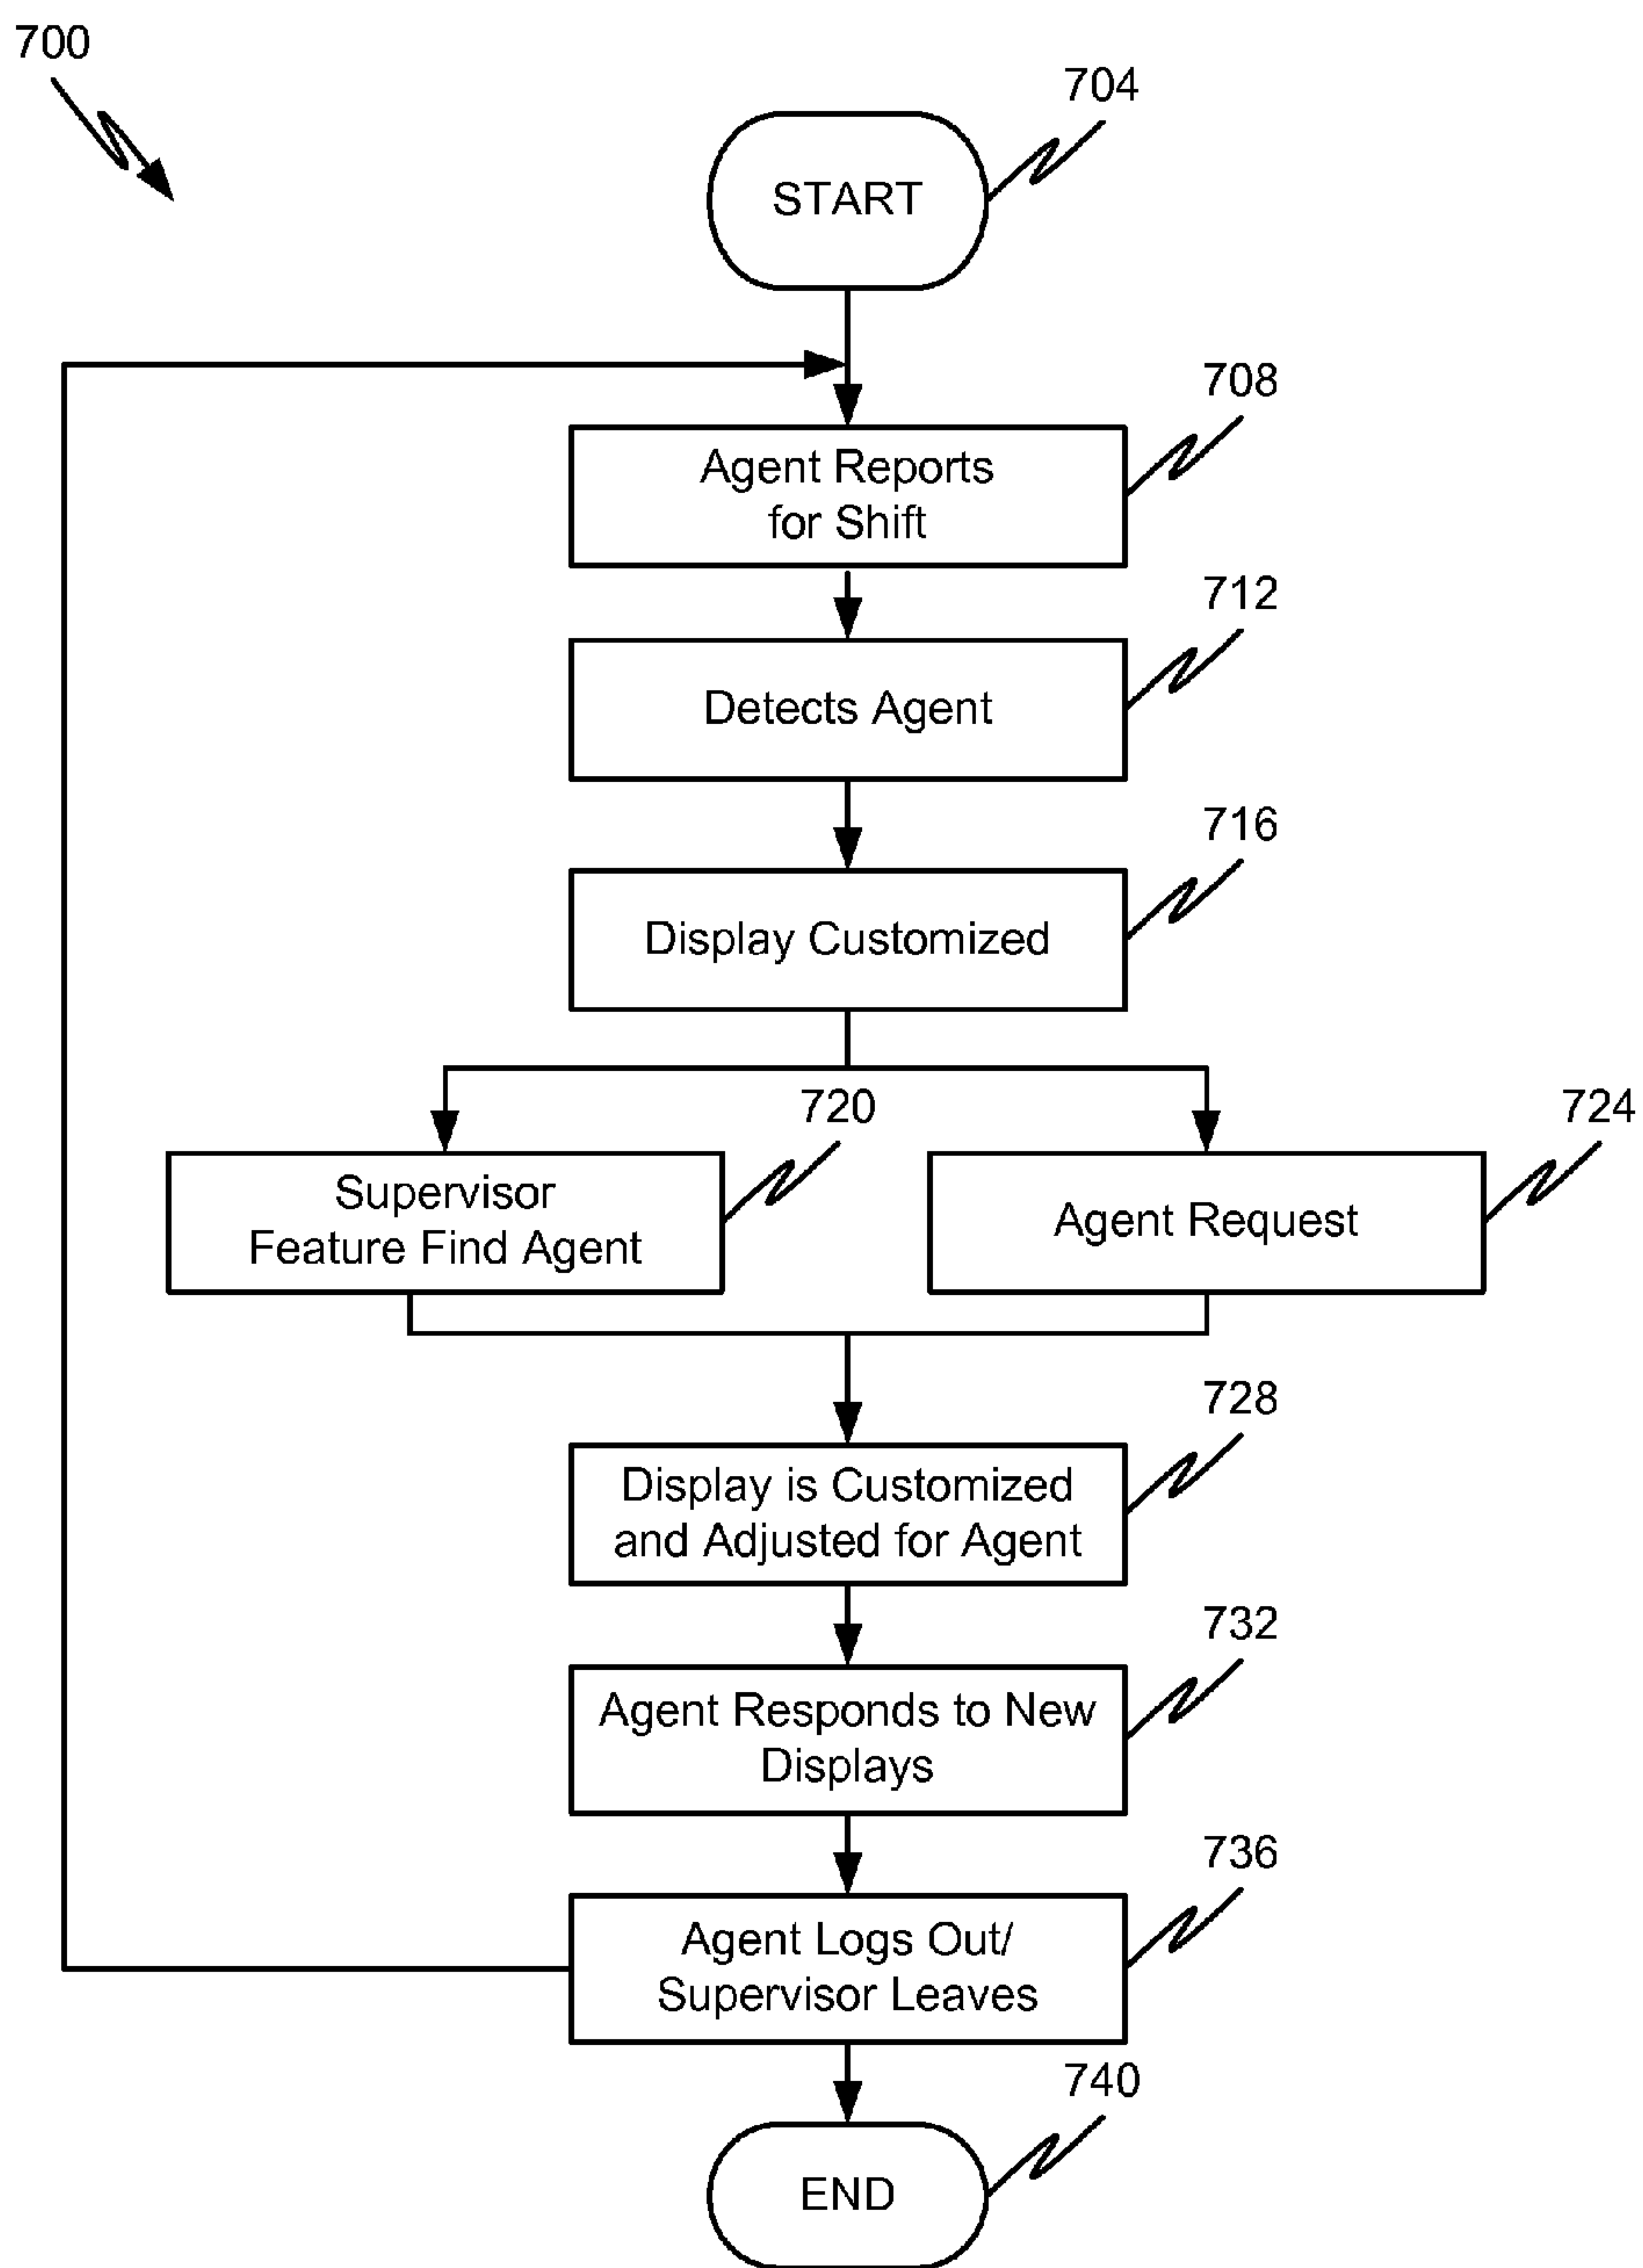 700
704
START
708
Agent Reports
for Shift
712
Detects Agent
716
Display Customized
720
724
Supervisor
Feature Find Agent
Agent Request
728
Display is Customized
and Adjusted for Agent
732
Agent Responds to New
Displays
736
Agent Logs Out/
Supervisor Leaves
740
END